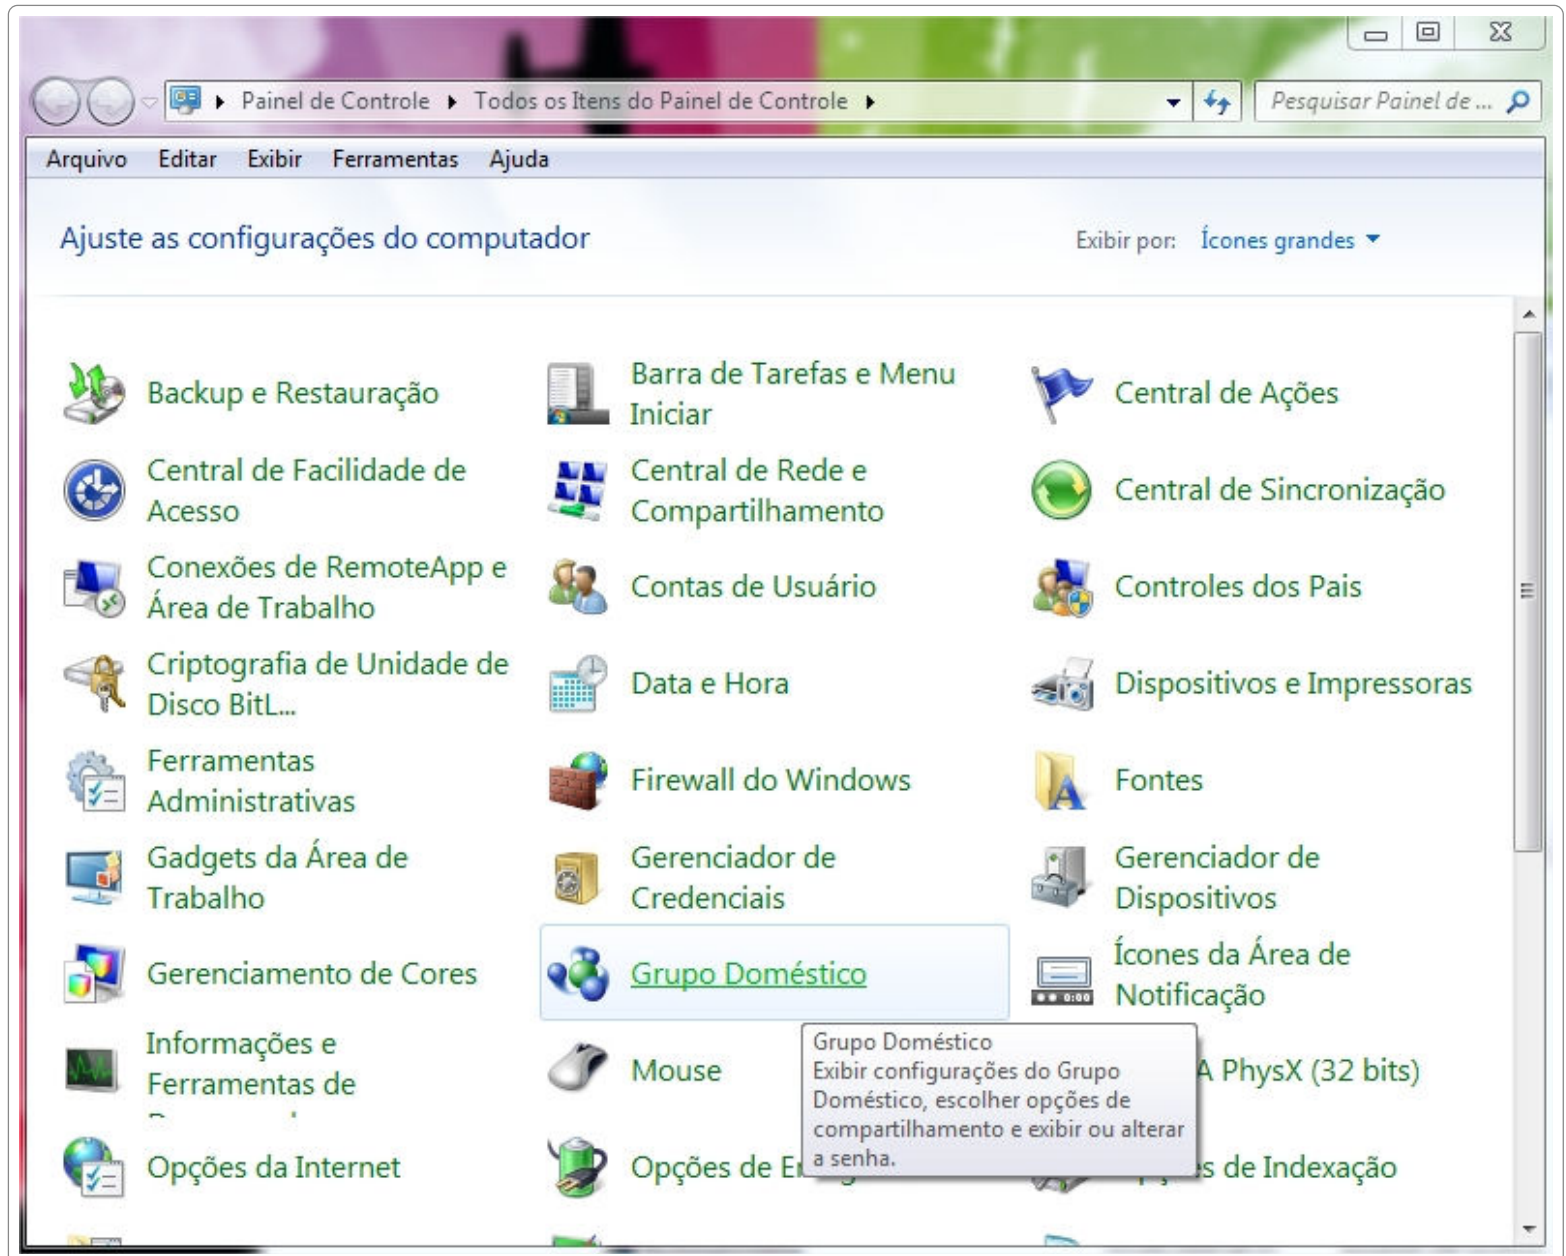 Painel de Controle
Todos os Itens do Painel de Controle
Pesquisar Painel de ...
Arquivo Editar Exibir Ferramentas Ajuda
Ajuste as configurações do computador
Exibir por: Ícones grandes
Backup e Restauração
Barra de Tarefas e Menu
Iniciar
Central de Ações
Central de Facilidade de
Acesso
Central de Rede e
Compartilhamento
Central de Sincronização
Conexões de RemoteApp e
Área de Trabalho
Contas de Usuário
Controles dos Pais
Criptografia de Unidade de
Disco BitL...
Data e Hora
Dispositivos e Impressoras
Ferramentas
Administrativas
Firewall do Windows
Fontes
Gadgets da Área de
Trabalho
Gerenciador de
Credenciais
Gerenciador de
Dispositivos
Gerenciamento de Cores
Grupo Doméstico
Ícones da Área de
Notificação
Informações e
Ferramentas de
Mouse
Grupo Doméstico
Exibir configurações do Grupo
Doméstico, escolher opções de
compartilhamento e exibir ou alterar
a senha.
A PhysX (32 bits)
Opções da Internet
Opções de
de Indexação